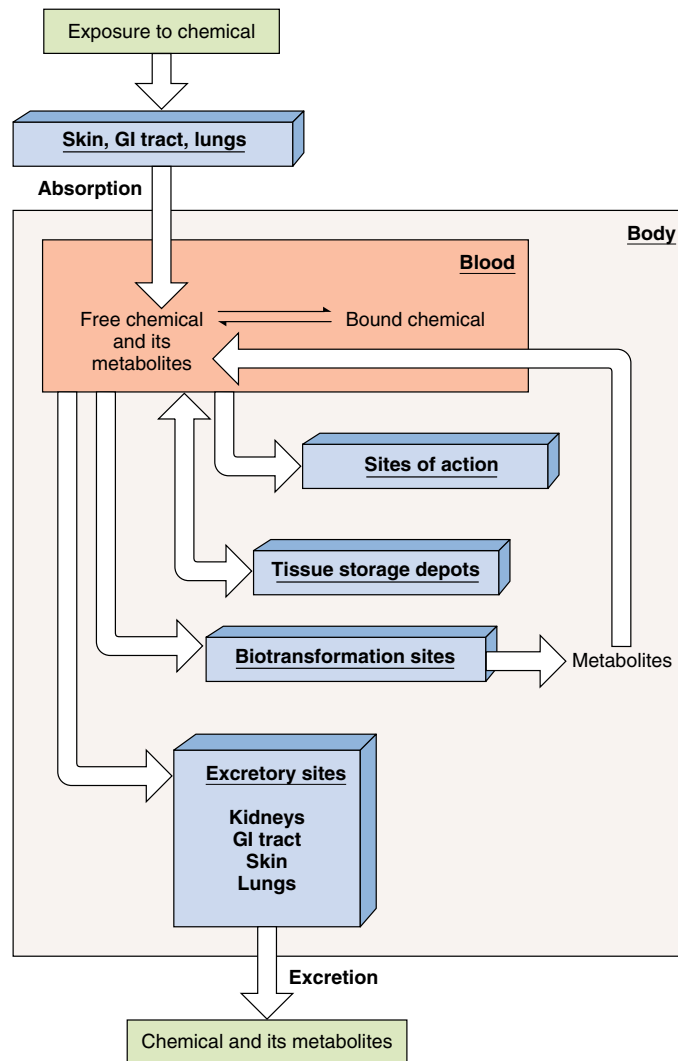 Exposure to chemical
Skin, GI tract, lungs
Absorption
Body
Blood
Free chemical
and its
metabolites
Bound chemical
Sites of action
Tissue storage depots
Biotransformation sites
Metabolites
Excretory sites
Kidneys
GI tract
Skin
Lungs
Excretion
Chemical and its metabolites